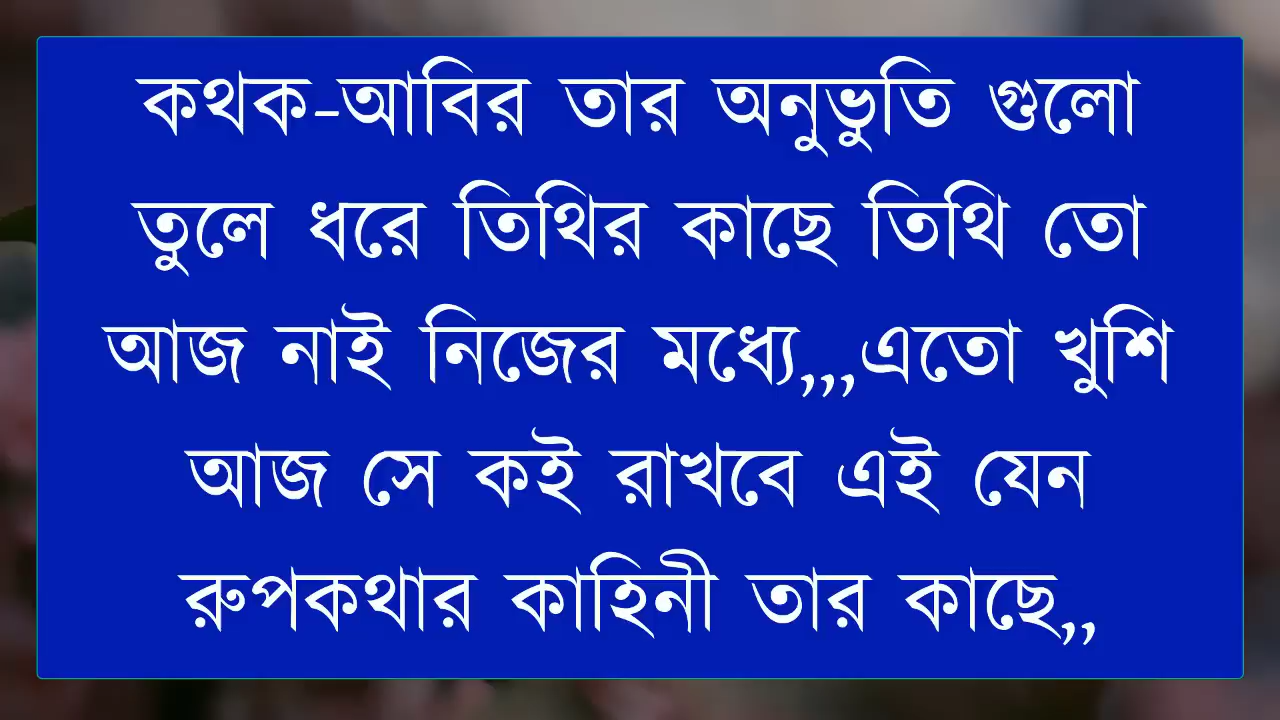 কথক-আবির তার অনুভুতি গুলো
তুলে ধরে তিথির কাছে তিথি তো
আজ নাই নিজের মধ্যে,,,এতো খুশি
আজ সে কই রাখবে এই যেন
রুপকথার কাহিনী তার কাছে,,